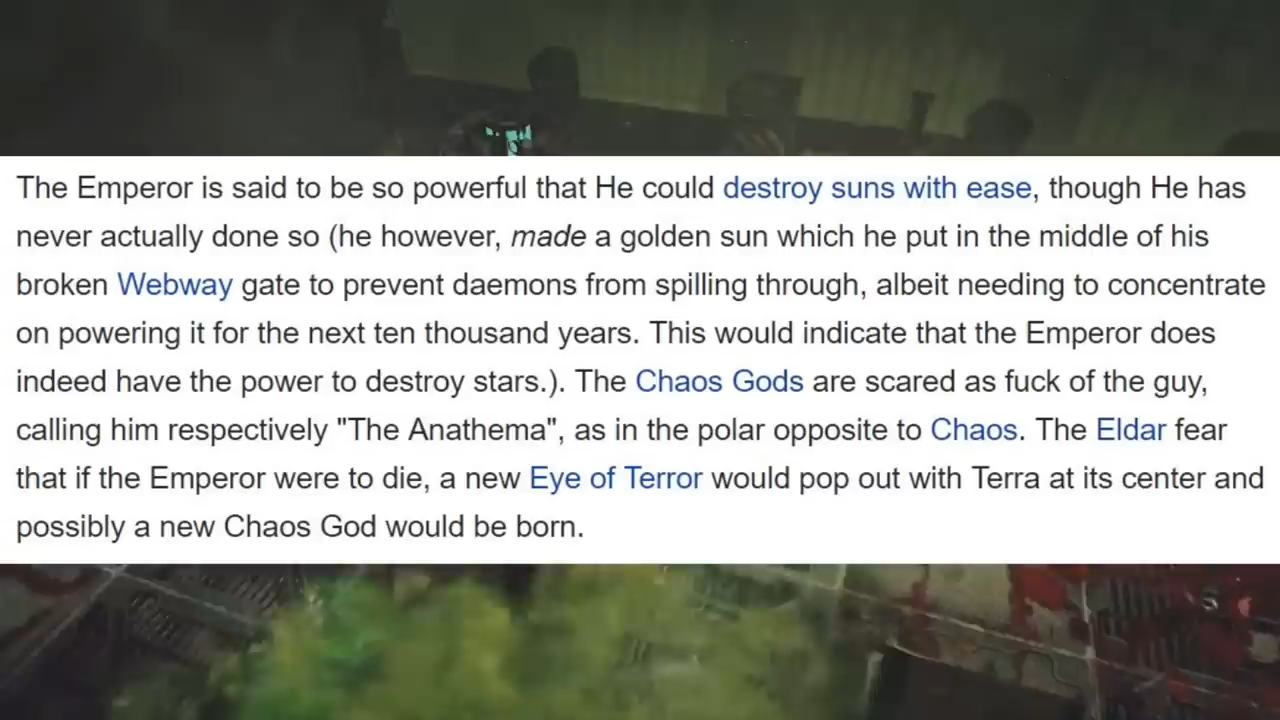 The Emperor is said to be so powerful that He could destroy suns with ease, though He has
never actually done so (he however, made a golden sun which he put in the middle of his
broken Webway gate to prevent daemons from spilling through, albeit needing to concentrate
on powering it for the next ten thousand years. This would indicate that the Emperor does
indeed have the power to destroy stars.). The Chaos Gods are scared as fuck of the guy,
calling him respectively "The Anathema", as in the polar opposite to Chaos. The Eldar fear
that if the Emperor were to die, a new Eye of Terror would pop out with Terra at its center and
possibly a new Chaos God would be born.